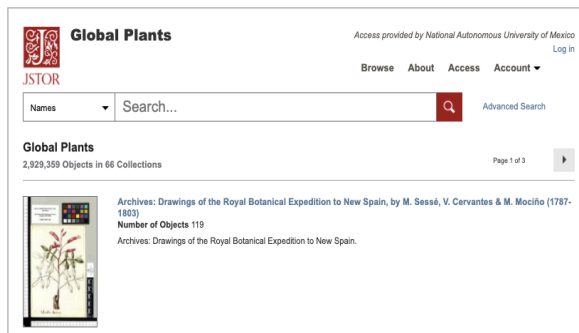 JSTOR
Global Plants
Access provided by National Autonomous University of Mexico
Log in
Browse About Access Account
Names
Search...
Advanced Search
Global Plants
2,929,359 Objects in 66 Collections
Page 1 of 3
Archives: Drawings of the Royal Botanical Expedition to New Spain, by M. Sessé, V. Cervantes & M. Mociño (1787-
1803)
Number of Objects 119
Archives: Drawings of the Royal Botanical Expedition to New Spain.